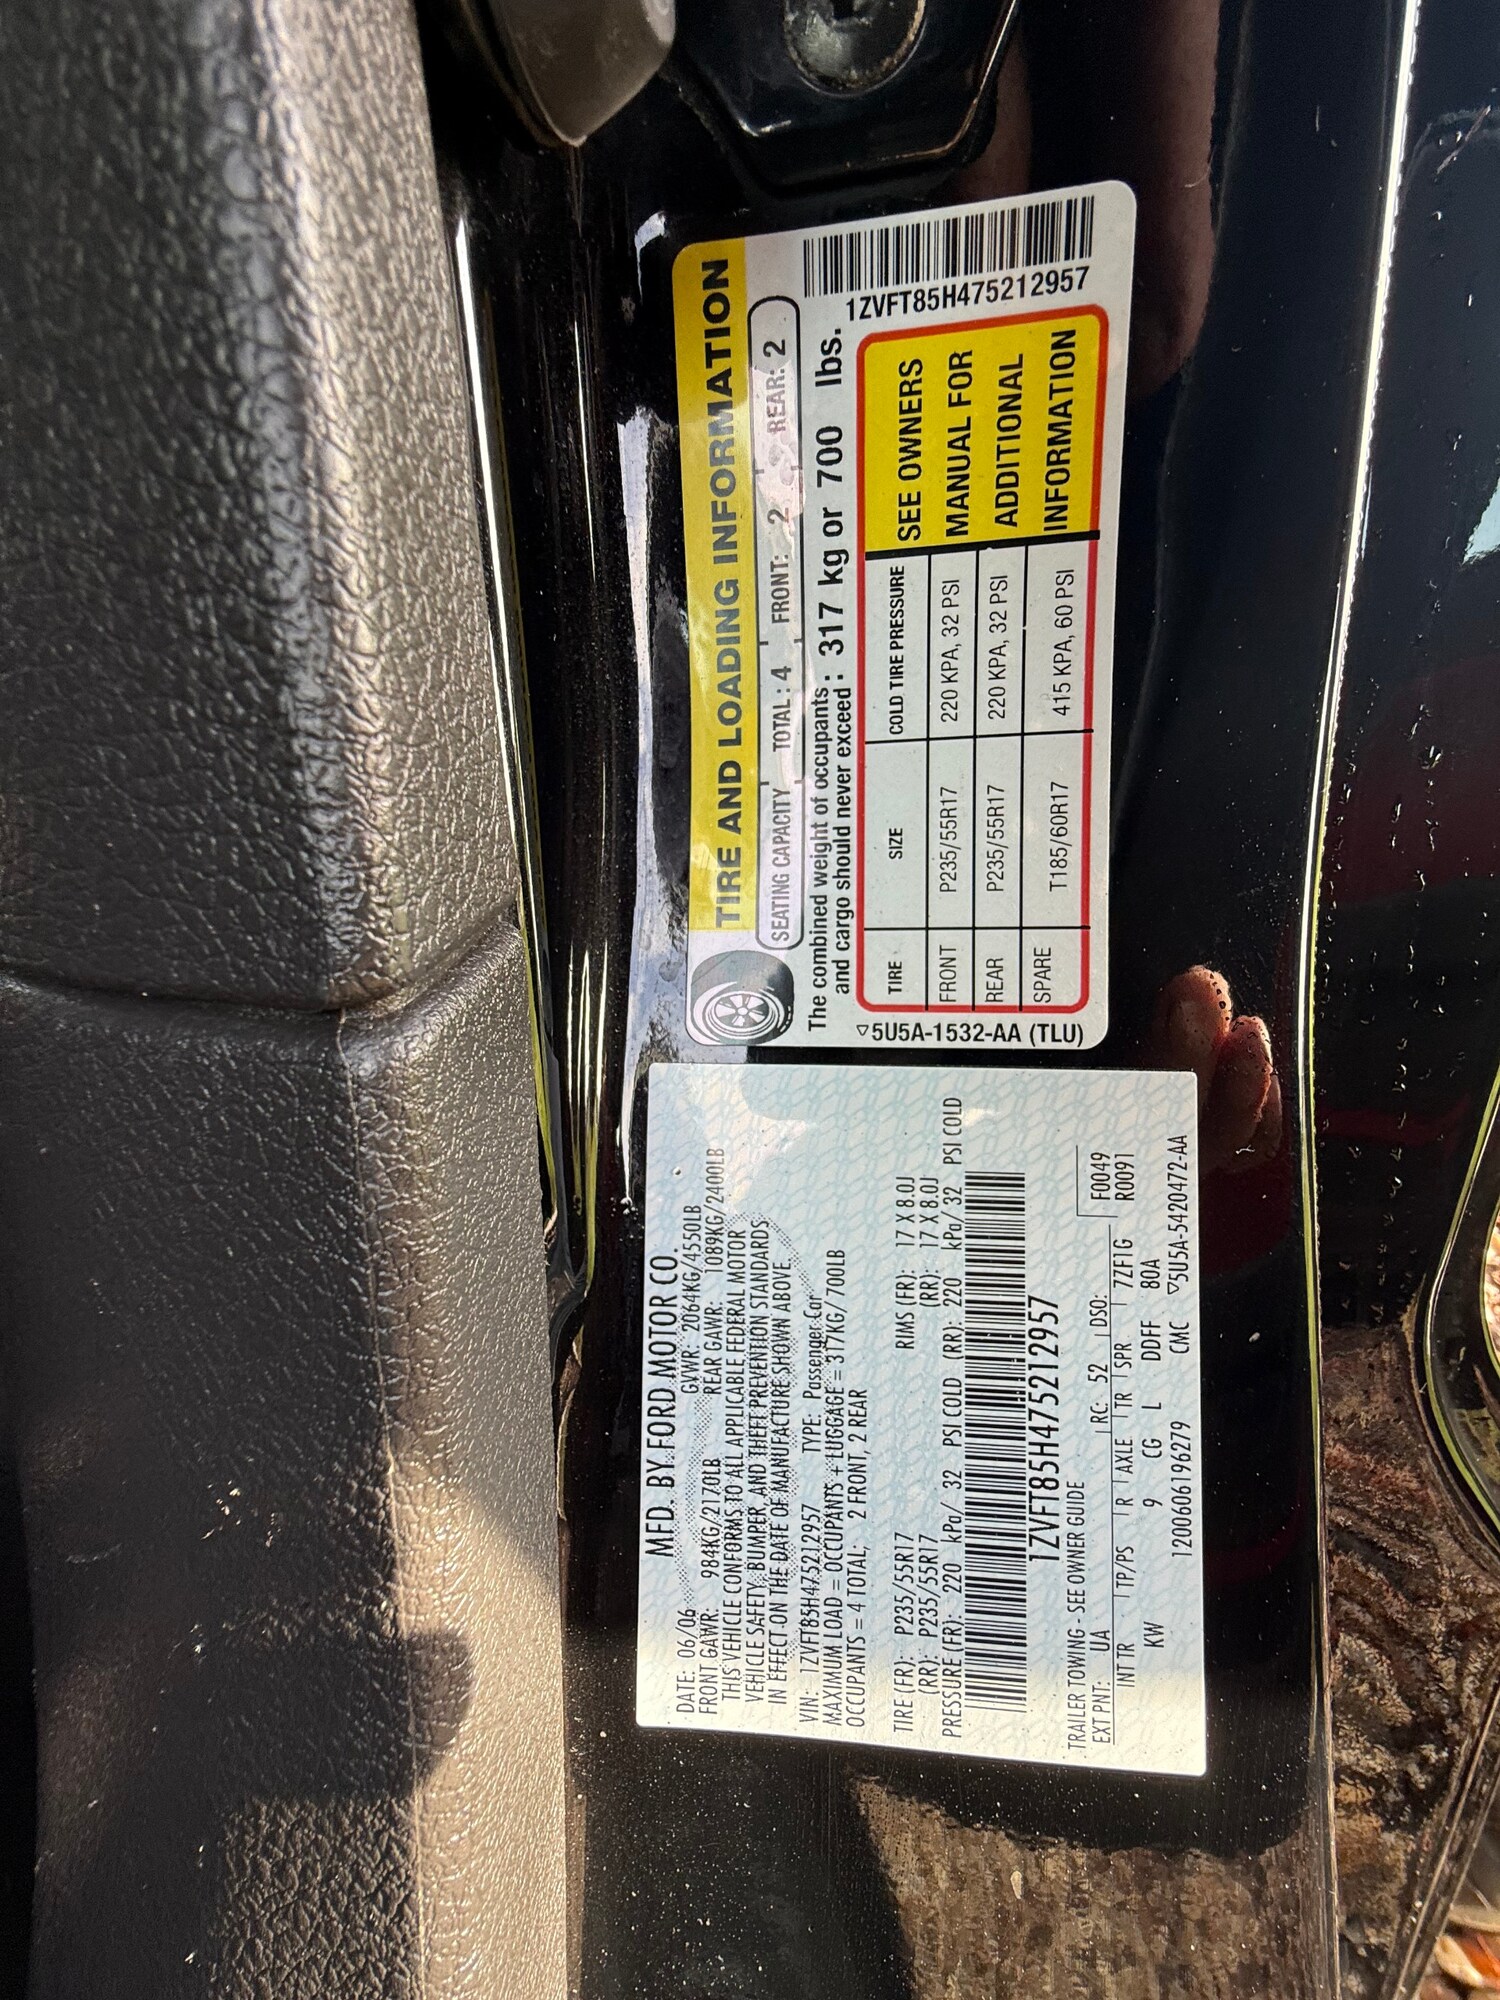 MFD. BY FORD MOTOR CO.
DATE: 06/06 GVWR: 2064KG/4550LB
FRONT GAWR: 984KG/2170LB REAR GAWR: 1089KG/2400LB
THIS VEHICLE CONFORMS TO ALL APPLICABLE FEDERAL MOTOR
VEHICLE SAFETY, BUMPER, AND THEFT PREVENTION STANDARDS
IN EFFECT ON THE DATE OF MANUFACTURE SHOWN ABOVE.
VIN: 1ZVFT85H475212957 TYPE: Passenger Car
MAXIMUM LOAD = OCCUPANTS + LUGGAGE = 317KG/700LB
OCCUPANTS = 4 TOTAL; 2 FRONT, 2 REAR
TIRE (FR): P235/55R17 RIMS (FR): 17 X 8.0J
(RR): P235/55R17 (RR): 17 X 8.0J
PRESSURE (FR): 220 kPa/ 32 PSI COLD (RR): 220 kPa/ 32 PSI COLD
1ZVFT85H475212957
TRAILER TOWING - SEE OWNER GUIDE
EXT PNT: UA RC: 52 DSO: F0049
INT TR TP/PS R AXLE TR SPR 7ZF1G R0091
KW 9 CG L DDFF 80A
12006061962​79 CMC ▽5U5A-5420472-AA
TIRE AND LOADING INFORMATION
SEATING CAPACITY TOTAL : 4 FRONT: 2 REAR: 2
The combined weight of occupants
and cargo should never exceed : 317 kg or 700 lbs.
1ZVFT85H475212957
TIRE SIZE COLD TIRE PRESSURE
FRONT P235/55R17 220 KPA, 32 PSI
REAR P235/55R17 220 KPA, 32 PSI
SPARE T185/60R17 415 KPA, 60 PSI
SEE OWNERS
MANUAL FOR
ADDITIONAL
INFORMATION
▽5U5A-1532-AA (TLU)